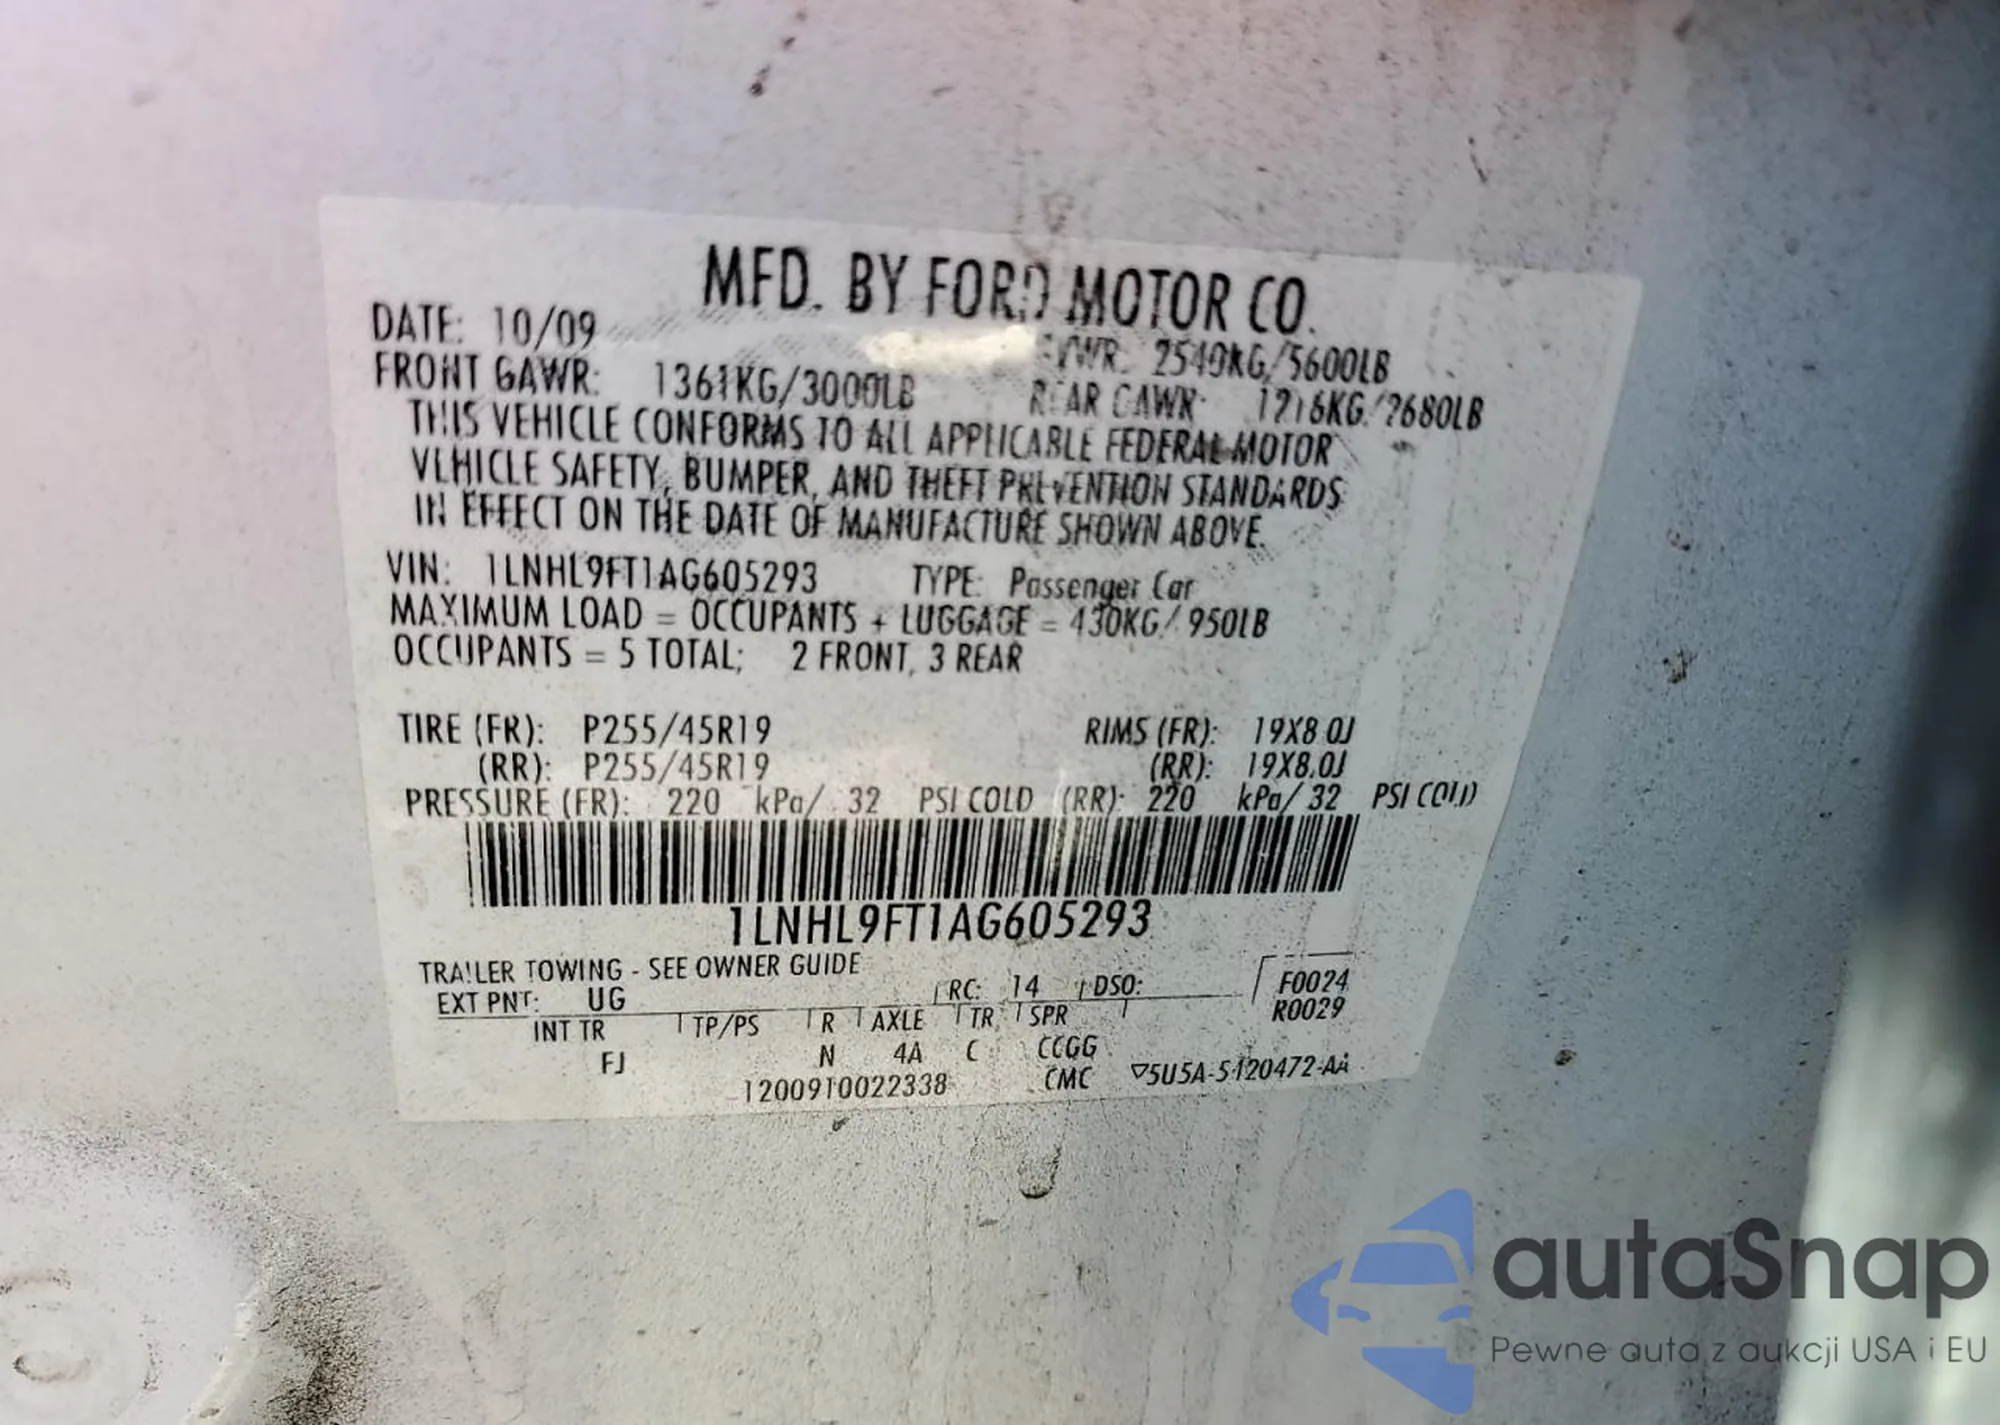 MFD. BY FORD MOTOR CO.
DATE: 10/09
GVWR: 2540KG/5600LB
FRONT GAWR: 1361KG/3000LB
REAR GAWR: 1216KG/2680LB
THIS VEHICLE CONFORMS TO ALL APPLICABLE FEDERAL MOTOR
VEHICLE SAFETY, BUMPER, AND THEFT PREVENTION STANDARDS
IN EFFECT ON THE DATE OF MANUFACTURE SHOWN ABOVE.
VIN: 1LNHL9FT1AG605293 TYPE: Passenger Car
MAXIMUM LOAD = OCCUPANTS + LUGGAGE = 430KG/ 950LB
OCCUPANTS = 5 TOTAL; 2 FRONT, 3 REAR
TIRE (FR): P255/45R19 RIMS (FR): 19X8.0J
(RR): P255/45R19 (RR): 19X8.0J
PRESSURE (FR): 220 kPa/ 32 PSI COLD (RR): 220 kPa/ 32 PSI COLD
1LNHL9FT1AG605293
TRAILER TOWING - SEE OWNER GUIDE
EXT PNT: UG RC: 14 DSO: F0024
R0029
INT TR TP/PS R AXLE TR SPR
FJ N 4A C CCGG
1200910022338 CMC ▽5U5A-5420472-AA
autaSnap
Pewne auta z aukcji USA i EU